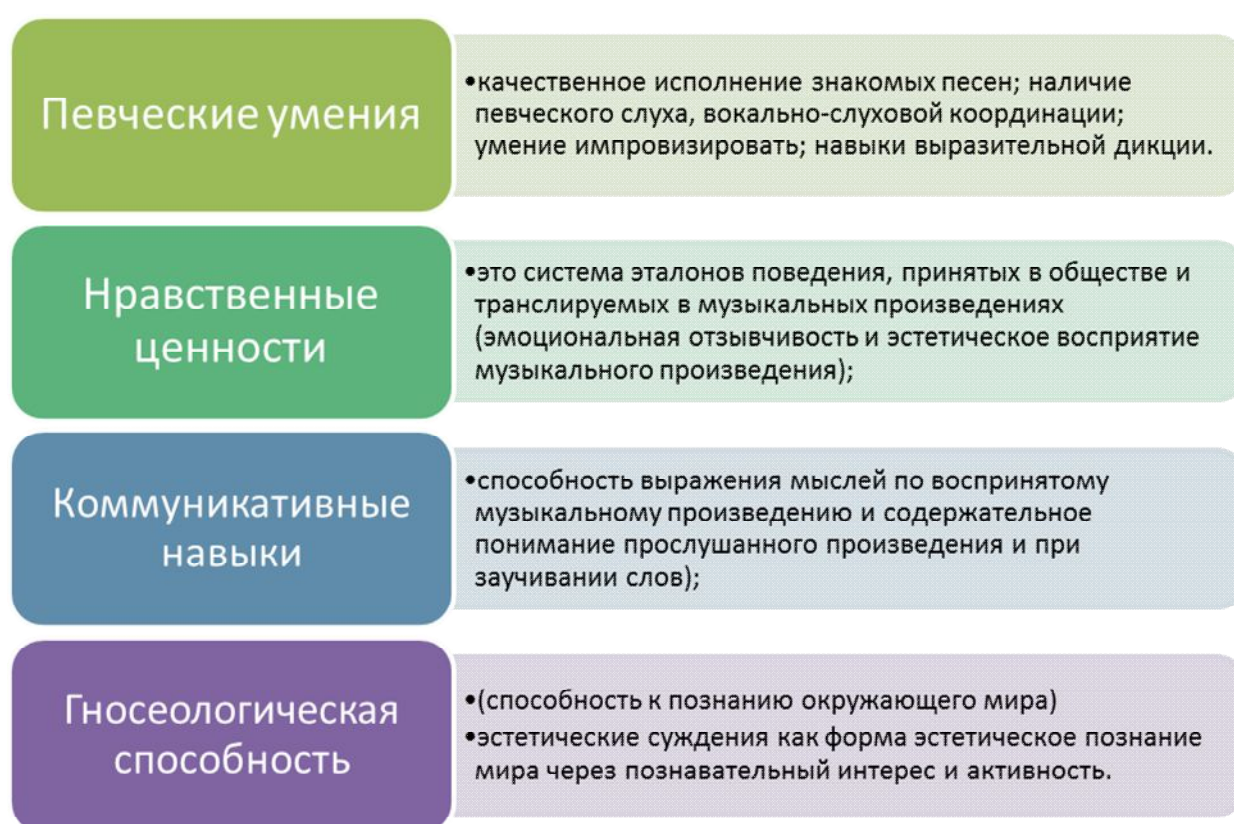 Певческие умения
•качественное исполнение знакомых песен; наличие
певческого слуха, вокально-слуховой координации;
умение импровизировать; навыки выразительной дикции.
Нравственные
ценности
•это система эталонов поведения, принятых в обществе и
транслируемых в музыкальных произведениях
(эмоциональная отзывчивость и эстетическое восприятие
музыкального произведения);
Коммуникативные
навыки
•способность выражения мыслей по воспринятому
музыкальному произведению и содержательное
понимание прослушанного произведения и при
заучивании слов);
Гносеологическая
способность
•(способность к познанию окружающего мира)
•эстетические суждения как форма эстетическое познание
мира через познавательный интерес и активность.